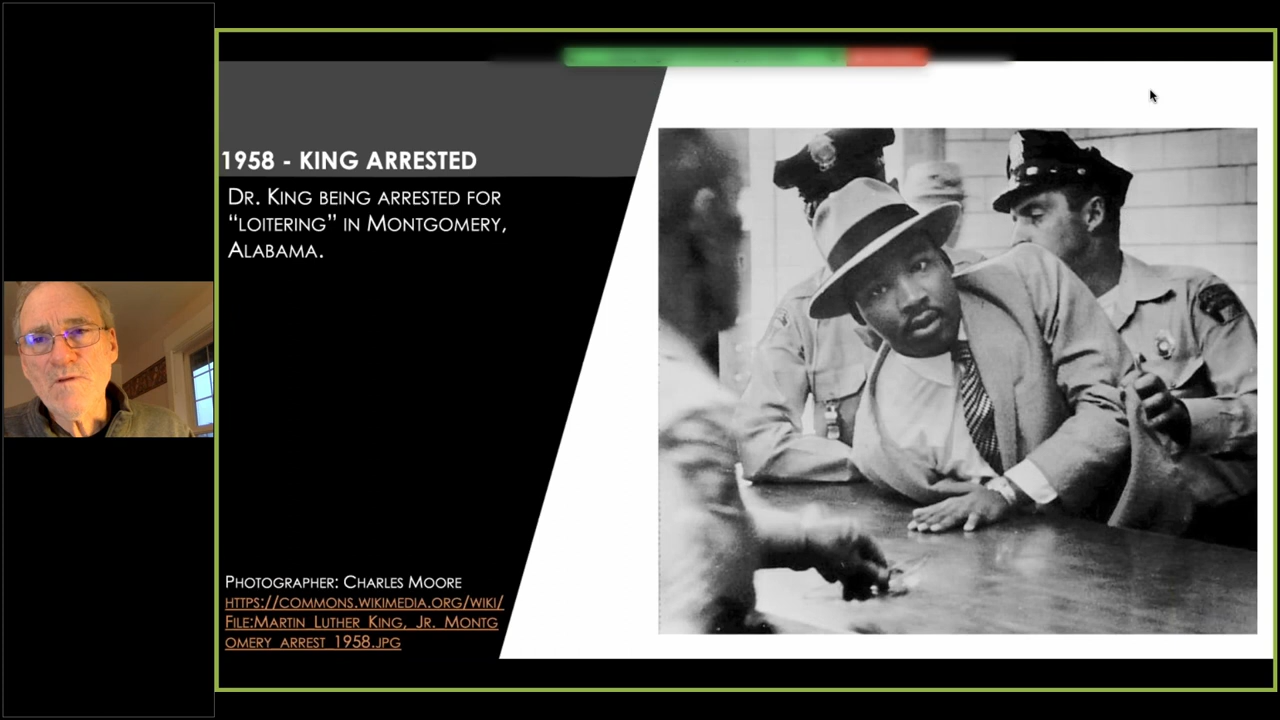 1958 - KING ARRESTED
DR. KING BEING ARRESTED FOR
“LOITERING” IN MONTGOMERY,
ALABAMA.
PHOTOGRAPHER: CHARLES MOORE
HTTPS://COMMONS.WIKIMEDIA.ORG/WIKI/
FILE:MARTIN_LUTHER_KING,_JR._MONTG
OMERY_ARREST_1958.JPG